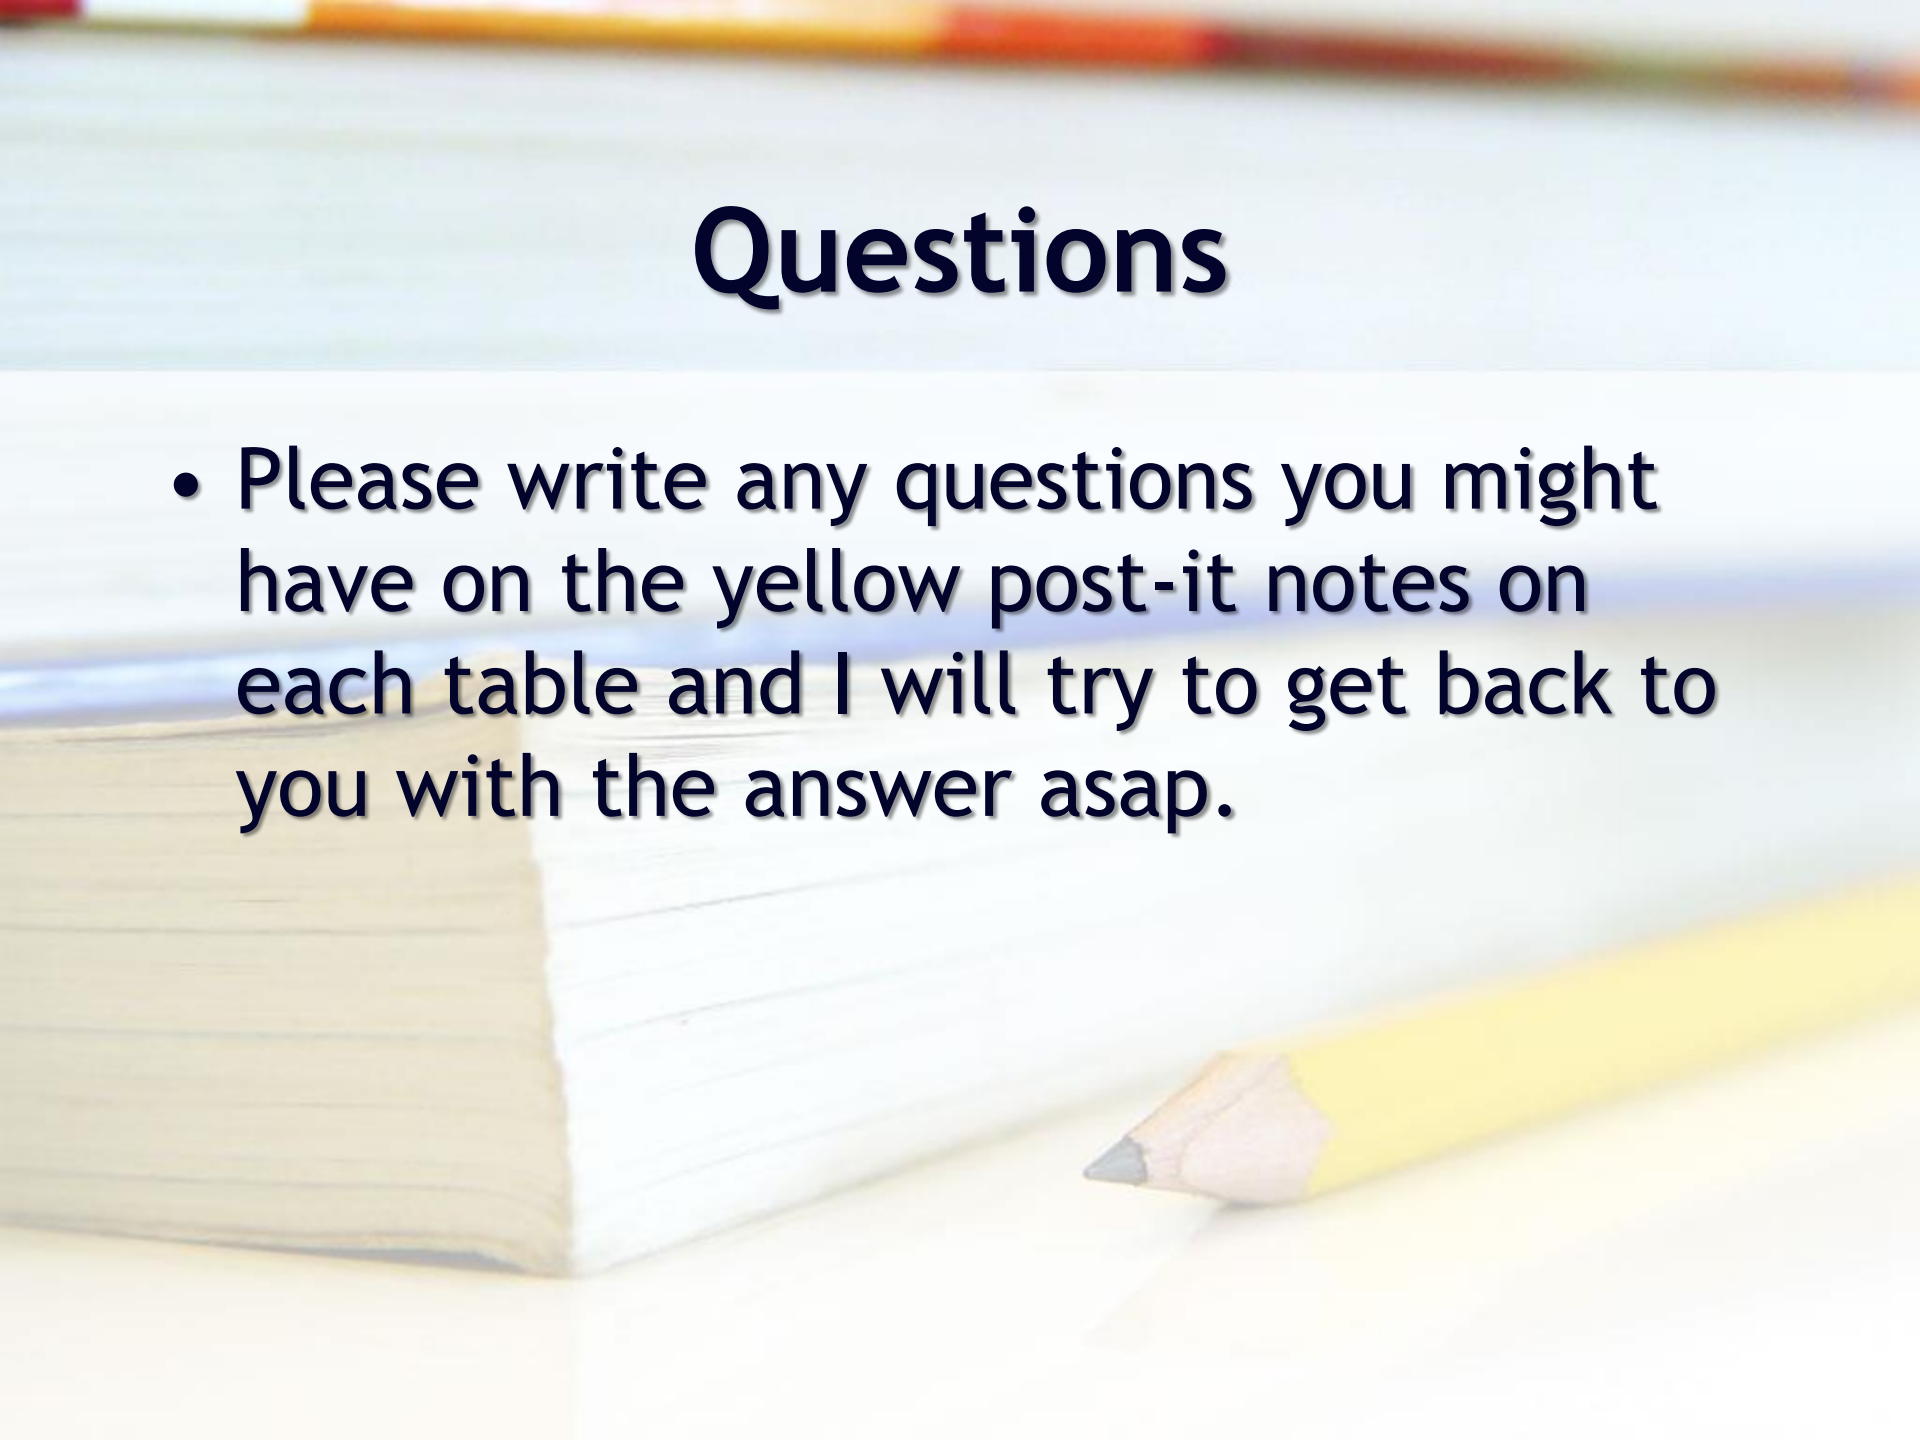 Questions
• Please write any questions you might
have on the yellow post-it notes on
each table and I will try to get back to
you with the answer asap.